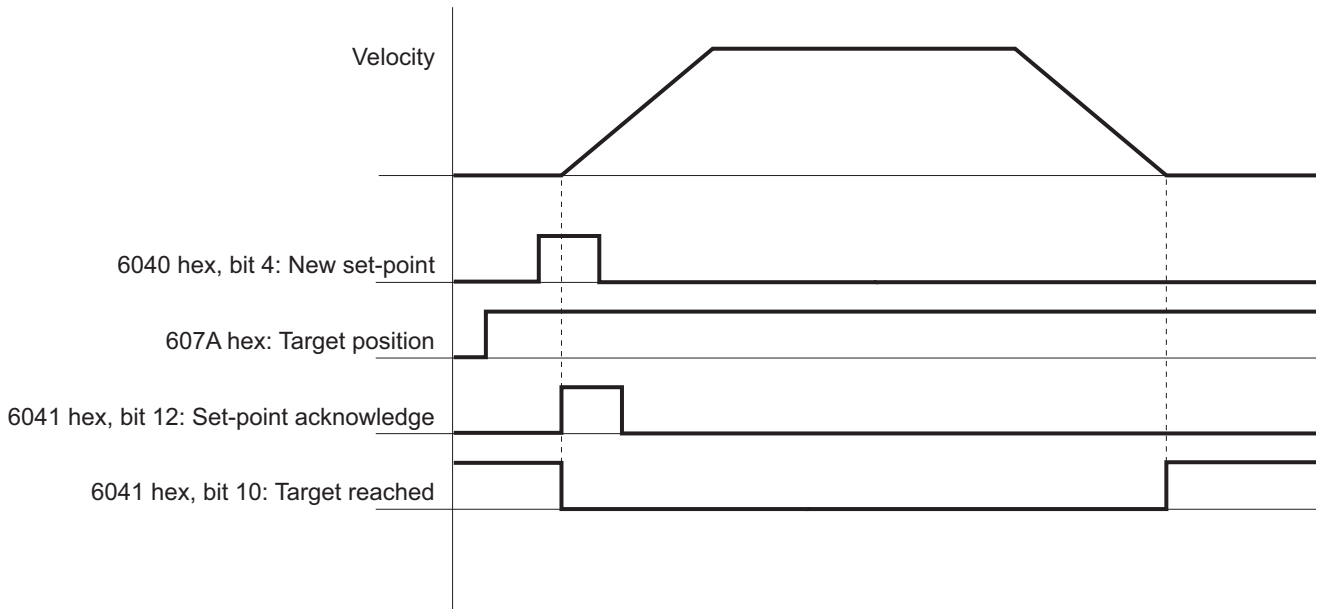 Velocity
6040 hex, bit 4: New set-point
607A hex: Target position
6041 hex, bit 12: Set-point acknowledge
6041 hex, bit 10: Target reached